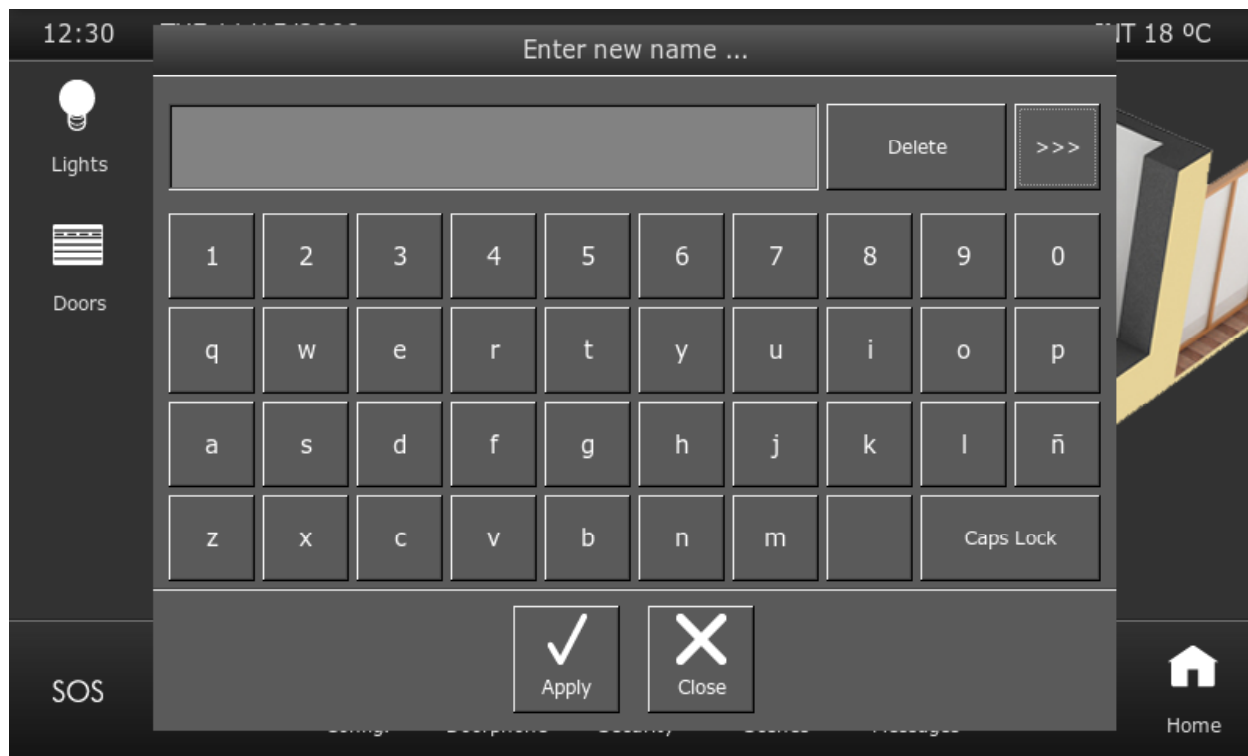 12:30
INT 18 ºC
Enter new name ...
Lights
Delete
>>>
1 2 3 4 5 6 7 8 9 0
Doors
q w e r t y u i o p
a s d f g h j k l ñ
z x c v b n m Caps Lock
SOS
Apply
Close
Home